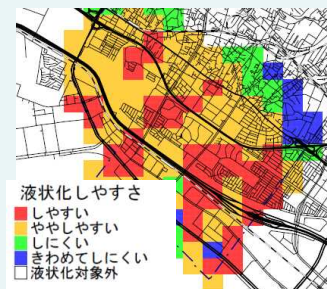 液状化しやすさ
しやすい
ややしやすい
しにくい
きわめてしにくい
液状化対象外